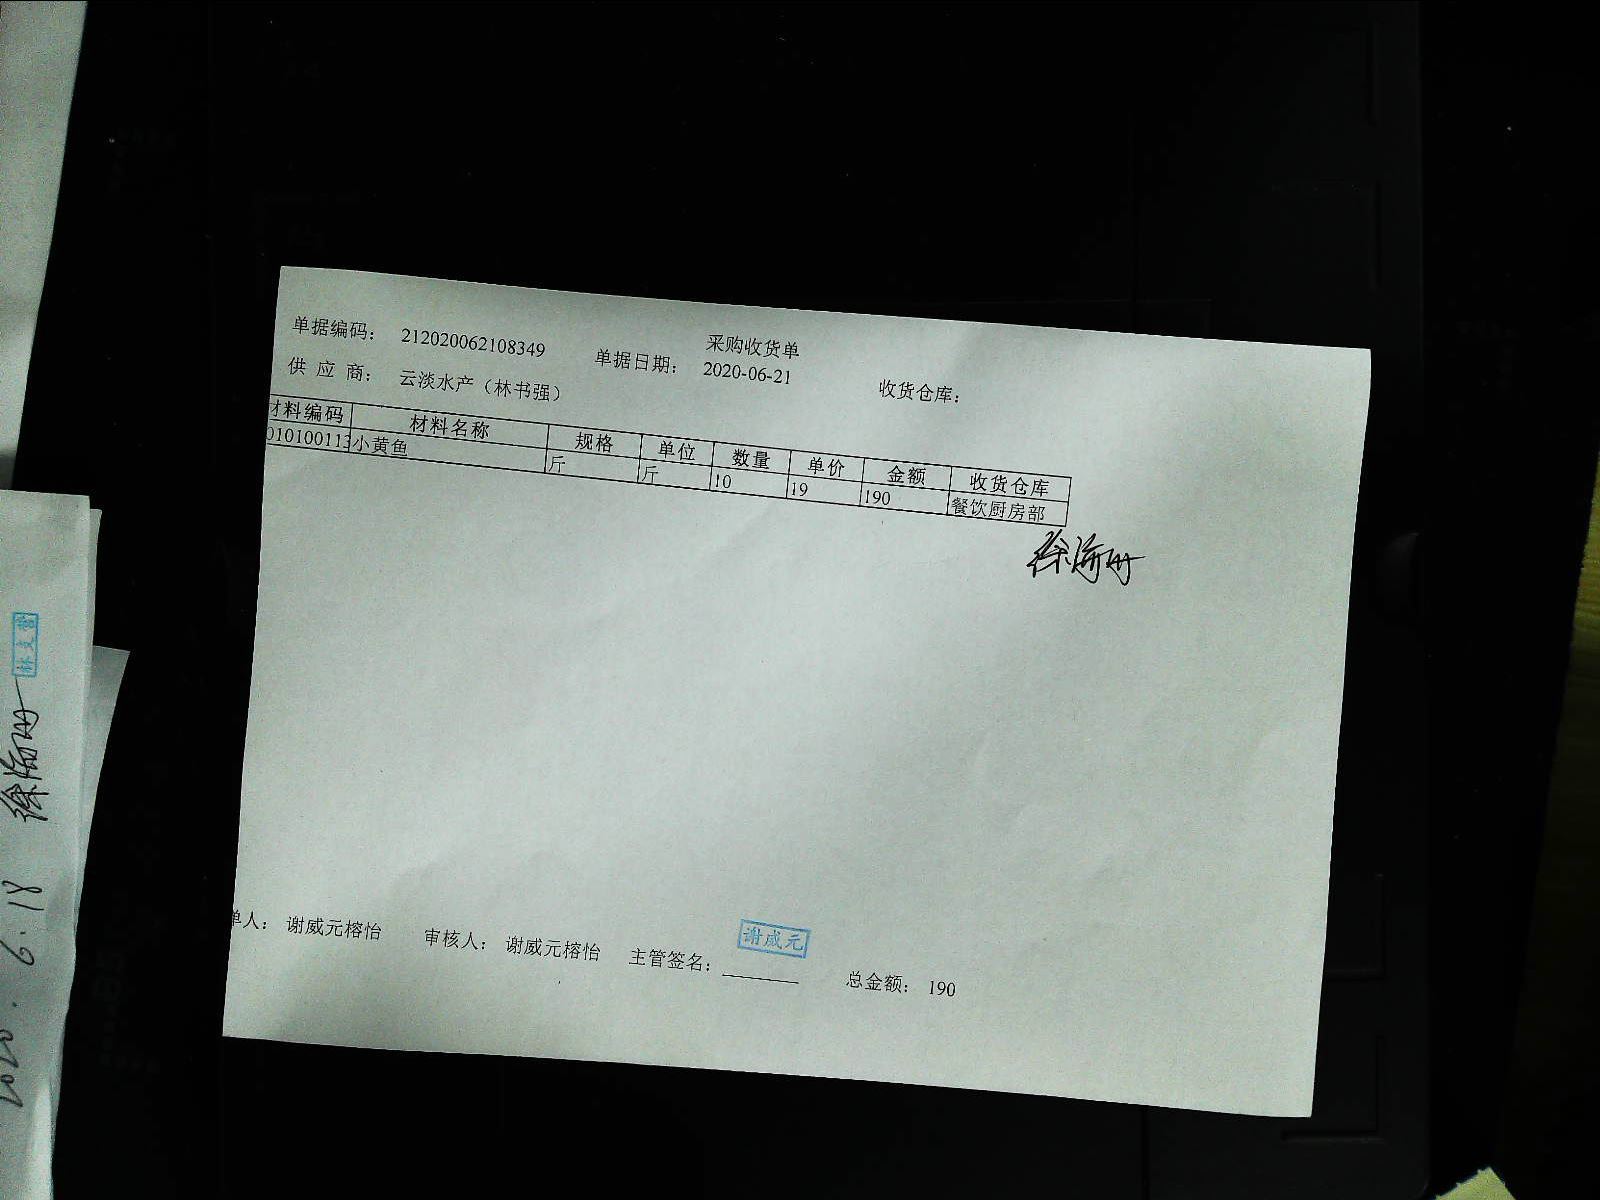 采购收货单
单据编码： 212020062108349 单据日期： 2020-06-21 收货仓库：
供 应 商： 云淡水产（林书强）
材料编码 材料名称 规格 单位 数量 单价 金额 收货仓库
010100113 小黄鱼 斤 斤 10 19 190 餐饮厨房部
单人： 谢威元榕怡 审核人： 谢威元榕怡 主管签名： 总金额： 190
谢威元
2020.6.18